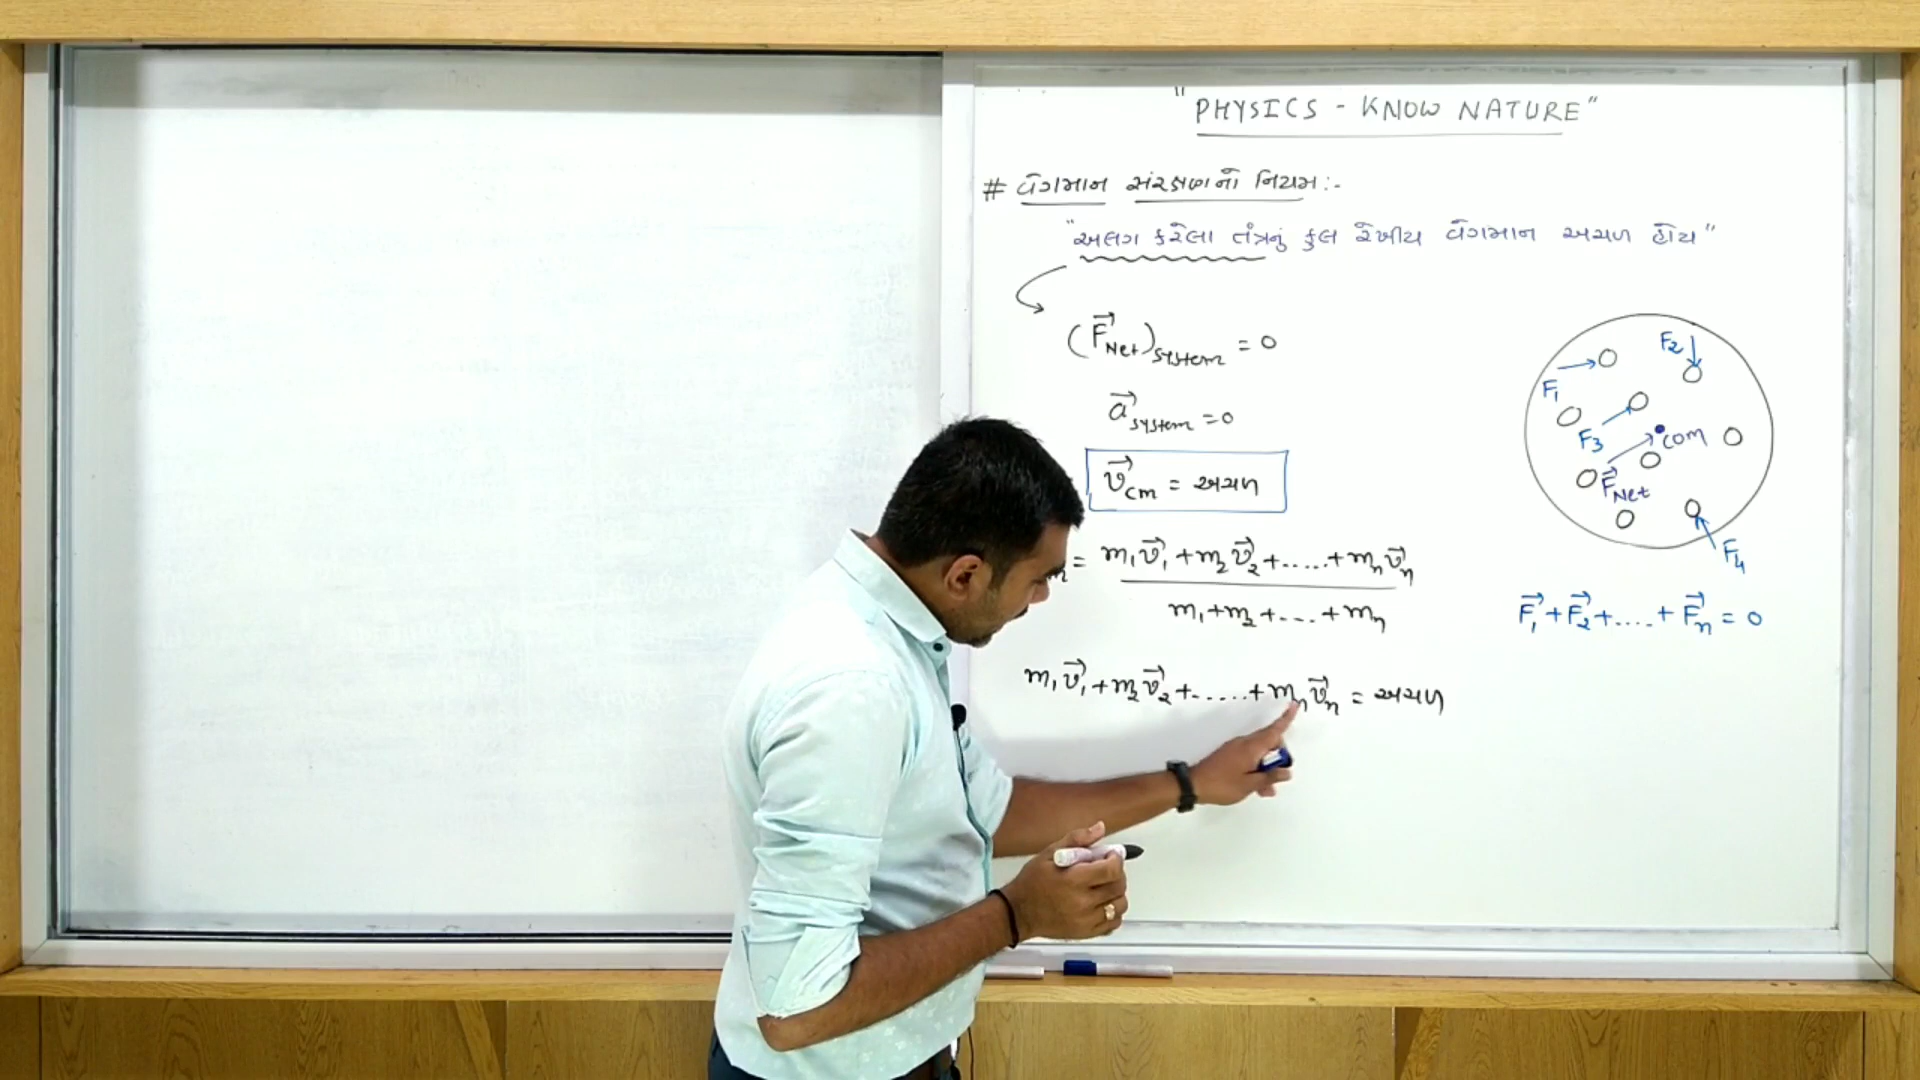 "PHYSICS - KNOW NATURE"
# વેગમાન સંરક્ષણનો નિયમ :-
"અલગ કરેલા તંત્રનું કુલ રેખીય વેગમાન અચળ હોય"
(F⃗Net)system = 0
a⃗system = 0
v⃗cm = અચળ
= m₁v⃗₁ + m₂v⃗₂ + ..... + mₙv⃗ₙ
m₁ + m₂ + .... + mₙ
m₁v⃗₁ + m₂v⃗₂ + ...... + mₙv⃗ₙ = અચળ
F₁
F₂
F₃
com
F⃗Net
F₄
F⃗₁ + F⃗₂ + ..... + F⃗ₙ = 0